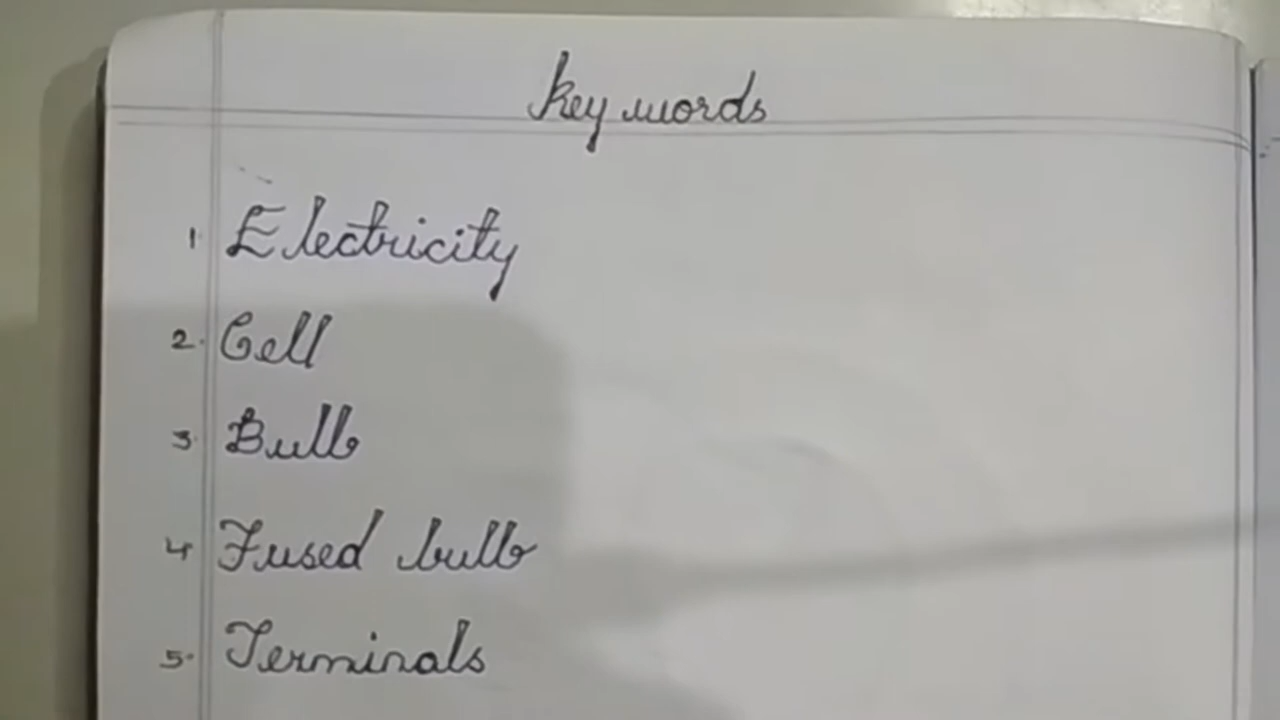 Key words
1. Electricity
2. Cell
3. Bulb
4 Fused bulb
5. Terminals